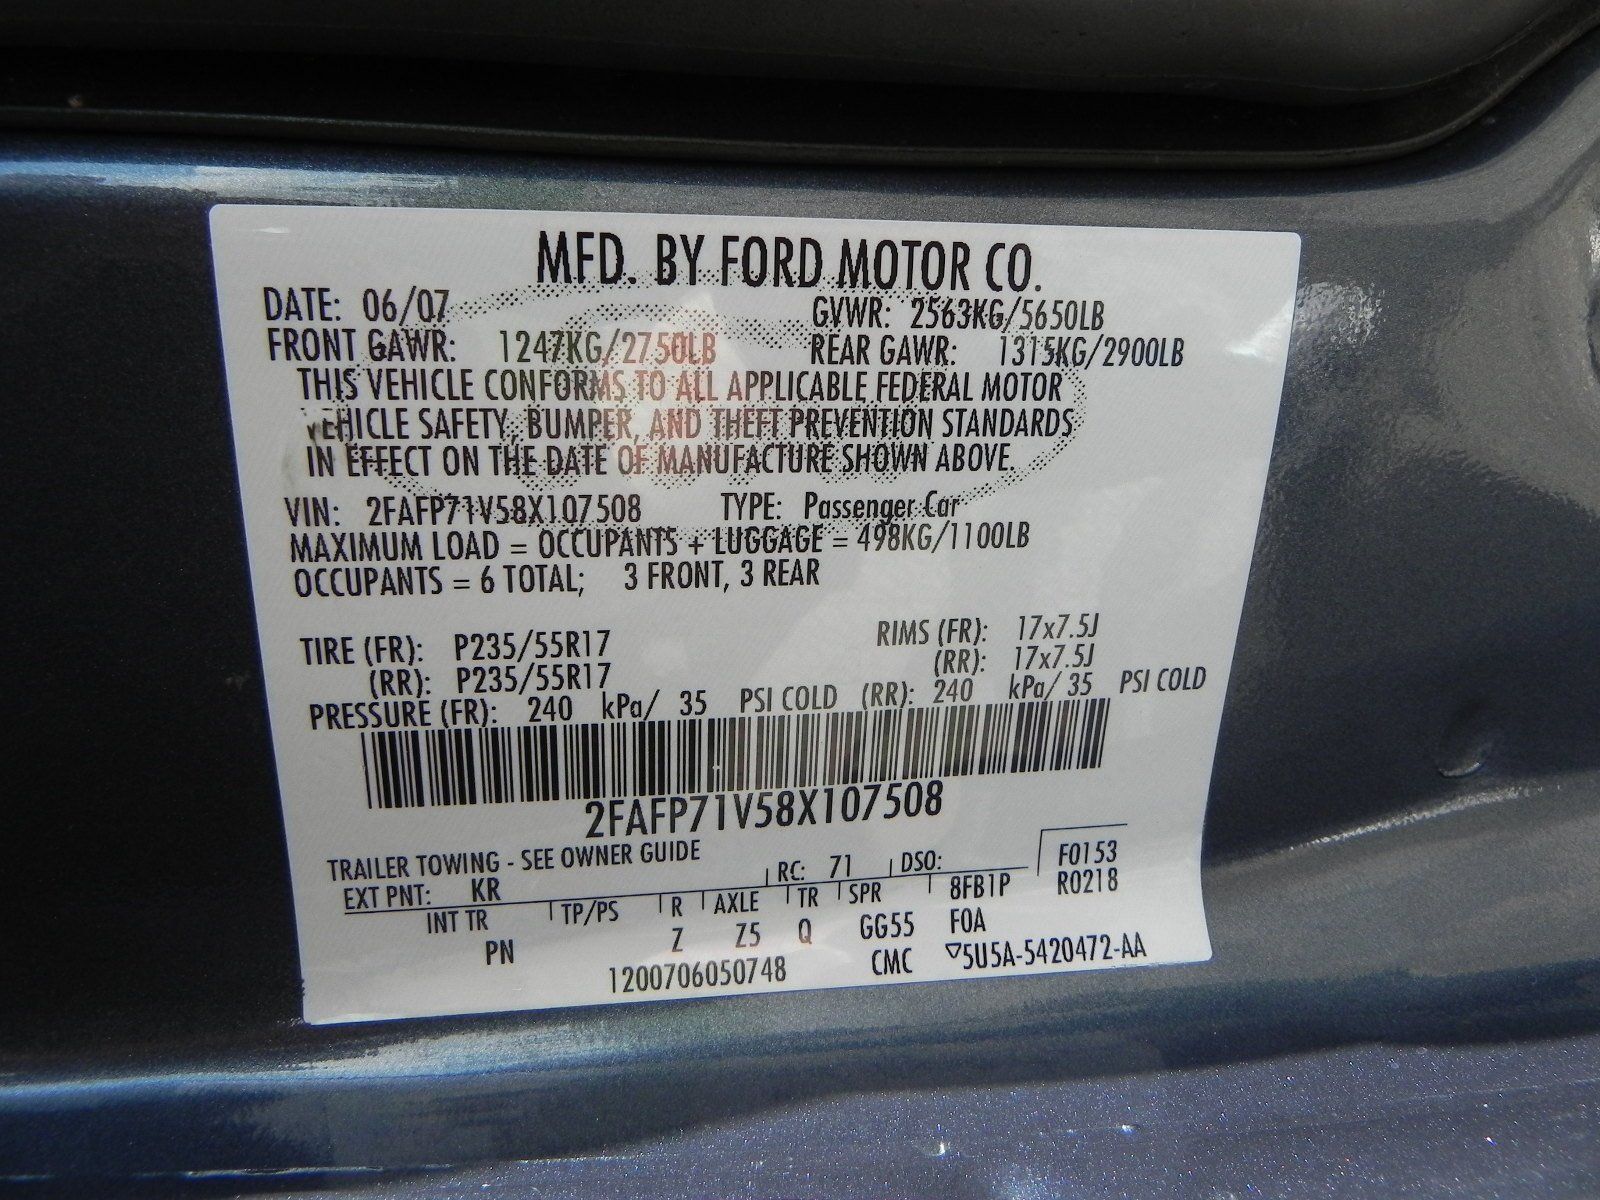 MFD. BY FORD MOTOR CO.
DATE: 06/07 GVWR: 2563KG/5650LB
FRONT GAWR: 1247KG/2750LB REAR GAWR: 1315KG/2900LB
THIS VEHICLE CONFORMS TO ALL APPLICABLE FEDERAL MOTOR
VEHICLE SAFETY, BUMPER, AND THEFT PREVENTION STANDARDS
IN EFFECT ON THE DATE OF MANUFACTURE SHOWN ABOVE.
VIN: 2FAFP71V58X107508 TYPE: Passenger Car
MAXIMUM LOAD = OCCUPANTS + LUGGAGE = 498KG/1100LB
OCCUPANTS = 6 TOTAL; 3 FRONT, 3 REAR
TIRE (FR): P235/55R17 RIMS (FR): 17x7.5J
(RR): P235/55R17 (RR): 17x7.5J
PRESSURE (FR): 240 kPa/ 35 PSI COLD (RR): 240 kPa/ 35 PSI COLD
2FAFP71V58X107508
TRAILER TOWING - SEE OWNER GUIDE
EXT PNT: KR RC: 71 DSO: F0153
INT TR TP/PS R AXLE TR SPR 8FB1P R0218
PN Z Z5 Q GG55 F0A
1200706050748 CMC ▽5U5A-5420472-AA